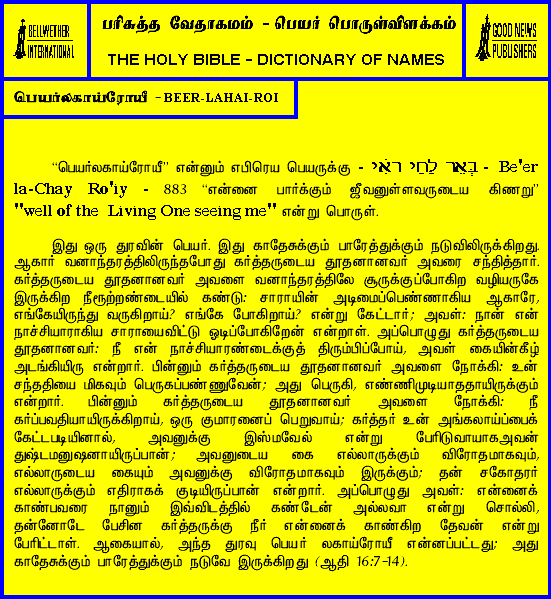 BELLWETHER
INTERNATIONAL
பரிசுத்த வேதாகமம் - பெயர் பொருள்விளக்கம்
THE HOLY BIBLE - DICTIONARY OF NAMES
GOOD NEWS
PUBLISHERS
பெயர்லகாய்ரோயீ - BEER-LAHAI-ROI
“பெயர்லகாய்ரோயீ” என்னும் எபிரெய பெயருக்கு - בְּאֵר לַחַי רֹאִי - Be'er
la-Chay Ro'iy - 883 “என்னை பார்க்கும் ஜீவனுள்ளவருடைய கிணறு”
"well of the Living One seeing me" என்று பொருள்.
இது ஒரு துரவின் பெயர். இது காதேசுக்கும் பாரேத்துக்கும் நடுவிலிருக்கிறது.
ஆகார் வனாந்தரத்திலிருந்தபோது கர்த்தருடைய தூதனானவர் அவரை சந்தித்தார்.
கர்த்தருடைய தூதனானவர் அவளை வனாந்தரத்திலே சூருக்குப்போகிற வழியருகே
இருக்கிற நீரூற்றண்டையில் கண்டு: சாராயின் அடிமைப்பெண்ணாகிய ஆகாரே,
எங்கேயிருந்து வருகிறாய்? எங்கே போகிறாய்? என்று கேட்டார்; அவள்: நான் என்
நாச்சியாராகிய சாராயைவிட்டு ஓடிப்போகிறேன் என்றாள். அப்பொழுது கர்த்தருடைய
தூதனானவர்: நீ என் நாச்சியாரண்டைக்குத் திரும்பிப்போய், அவள் கையின்கீழ்
அடங்கியிரு என்றார். பின்னும் கர்த்தருடைய தூதனானவர் அவளை நோக்கி: உன்
சந்ததியை மிகவும் பெருகப்பண்ணுவேன்; அது பெருகி, எண்ணிமுடியாததாயிருக்கும்
என்றார். பின்னும் கர்த்தருடைய தூதனானவர் அவளை நோக்கி: நீ
கர்ப்பவதியாயிருக்கிறாய், ஒரு குமாரனைப் பெறுவாய்; கர்த்தர் உன் அங்கலாய்ப்பைக்
கேட்டபடியினால், அவனுக்கு இஸ்மவேல் என்று பேரிடுவாயாகஅவன்
துஷ்டமனுஷனாயிருப்பான்; அவனுடைய கை எல்லாருக்கும் விரோதமாகவும்,
எல்லாருடைய கையும் அவனுக்கு விரோதமாகவும் இருக்கும்; தன் சகோதரர்
எல்லாருக்கும் எதிராகக் குடியிருப்பான் என்றார். அப்பொழுது அவள்: என்னைக்
காண்பவரை நானும் இவ்விடத்தில் கண்டேன் அல்லவா என்று சொல்லி,
தன்னோடே பேசின கர்த்தருக்கு நீர் என்னைக் காண்கிற தேவன் என்று
பேரிட்டாள். ஆகையால், அந்த துரவு பெயர் லகாய்ரோயீ என்னப்பட்டது; அது
காதேசுக்கும் பாரேத்துக்கும் நடுவே இருக்கிறது (ஆதி 16:7-14).